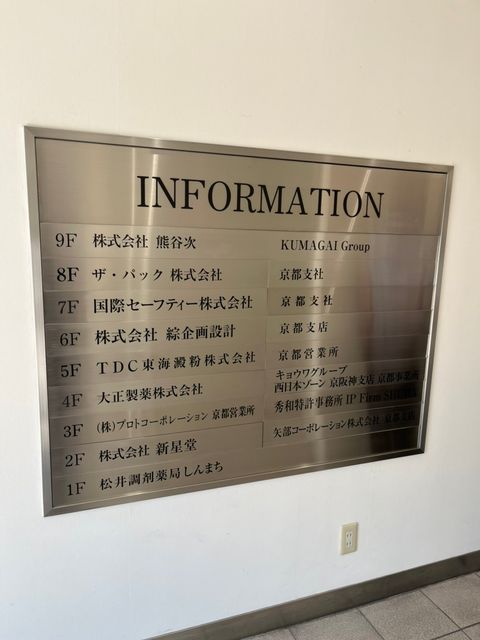 INFORMATION
9F 株式会社 熊谷次 KUMAGAI Group
8F ザ・パック 株式会社 京都支社
7F 国際セーフティー株式会社 京都支社
6F 株式会社 綜企画設計 京都支店
5F TDC東海澱粉株式会社 京都営業所
4F 大正製薬株式会社 キョウワグループ
西日本ゾーン 京阪神支店
3F (株)プロトコーポレーション 京都営業所 秀和特許事務所 IP Firm
2F 株式会社 新星堂 矢部コーポレーション株式会社 京都支店
1F 松井調剤薬局しんまち